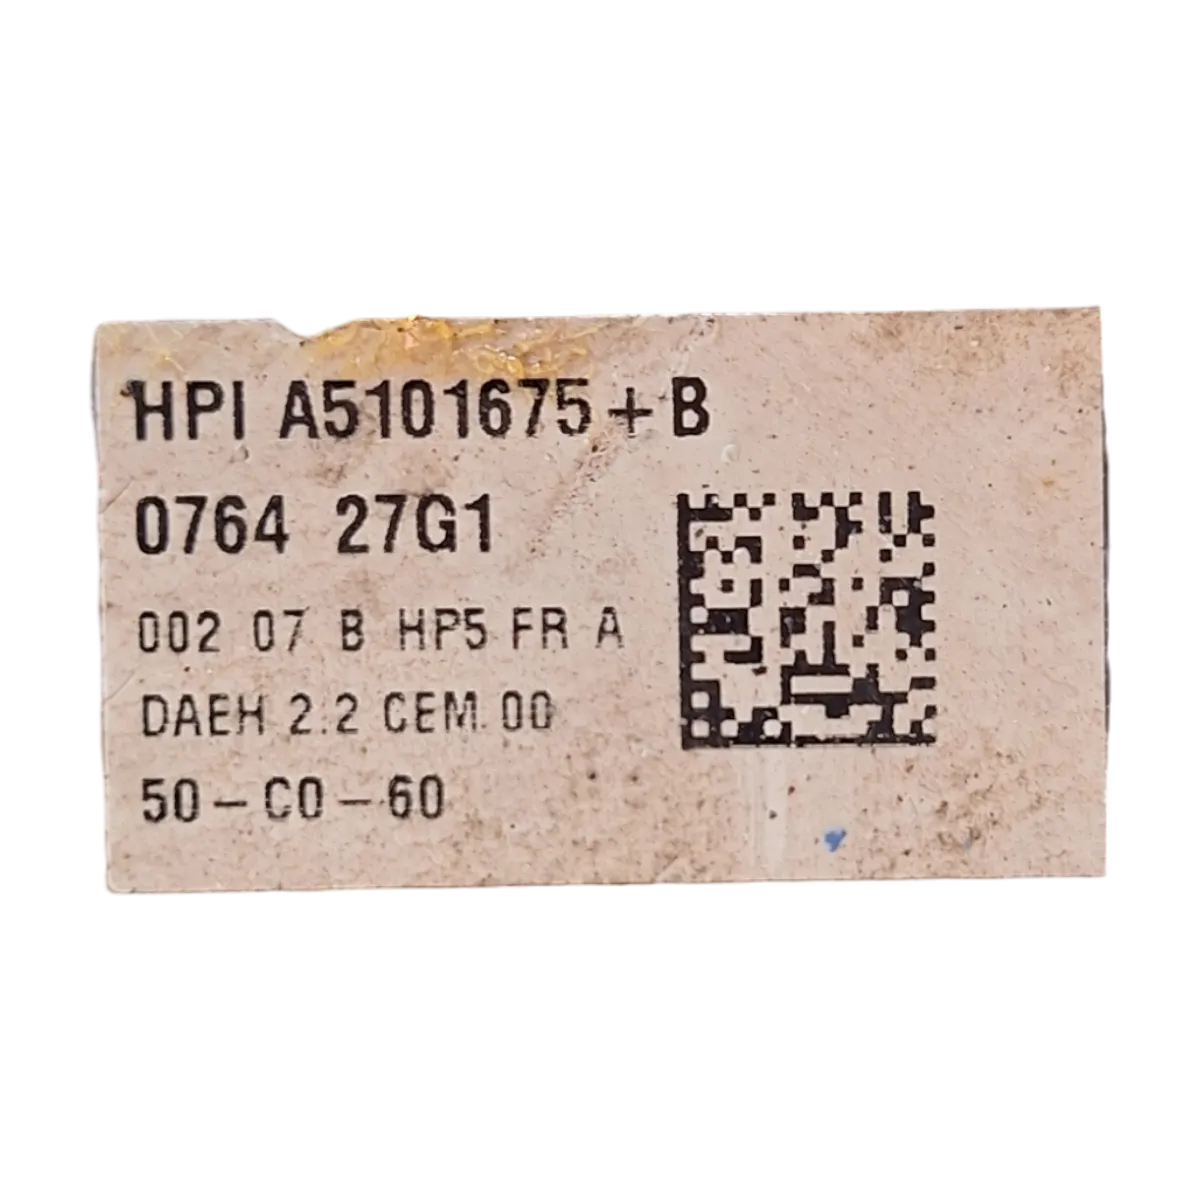 HPI A5101675+B
0764 27G1
002 07 B HP5 FR A
DAEH 2.2 CEM 00
50-C0-60